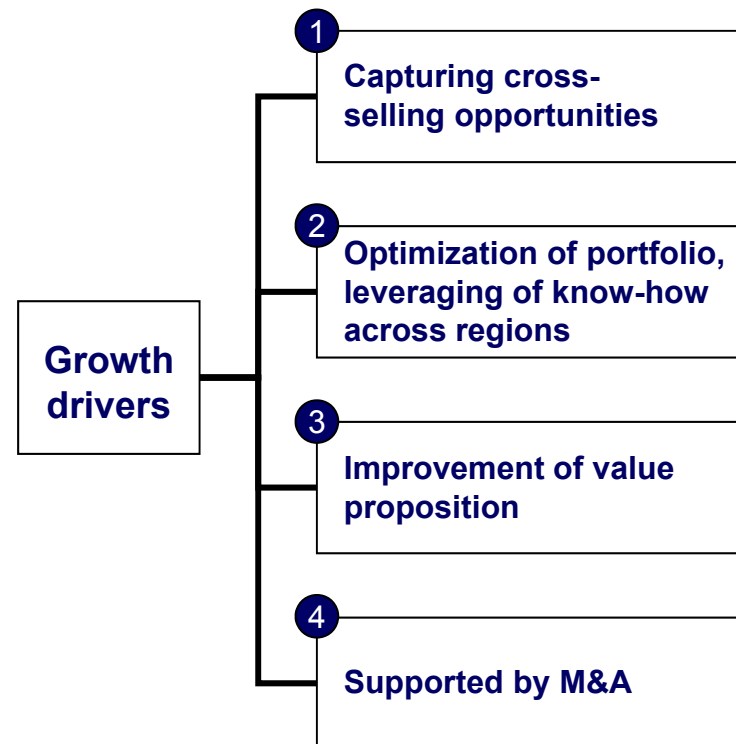 1
Capturing cross-
selling opportunities
2
Optimization of portfolio,
leveraging of know-how
across regions
Growth
drivers
3
Improvement of value
proposition
4
Supported by M&A